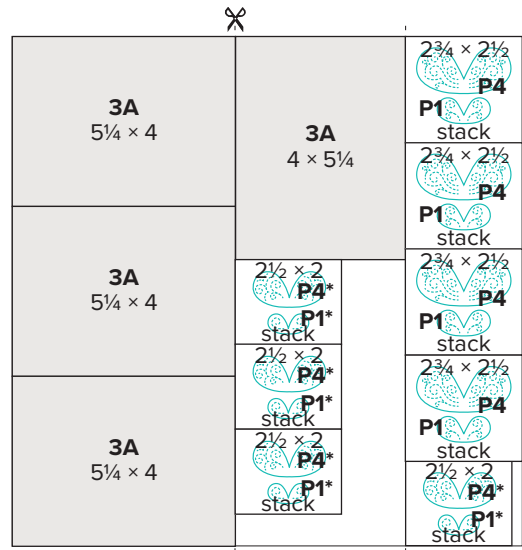 3A
5¼ × 4
3A
5¼ × 4
3A
5¼ × 4
3A
4 × 5¼
2½ × 2
P4*
P1*
stack
2½ × 2
P4*
P1*
stack
2½ × 2
P4*
P1*
stack
2¾ × 2½
P4
P1
stack
2¾ × 2½
P4
P1
stack
2¾ × 2½
P4
P1
stack
2¾ × 2½
P4
P1
stack
2½ × 2
P4*
P1*
stack